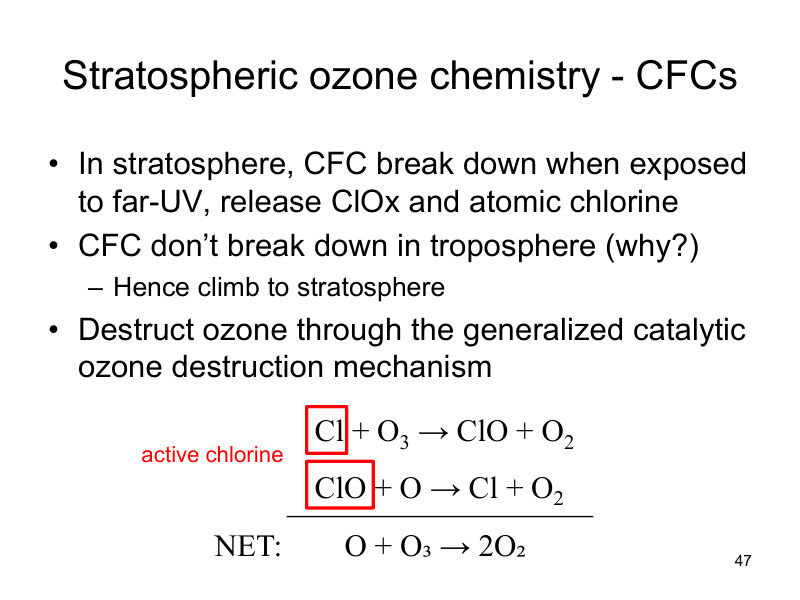 Stratospheric ozone chemistry - CFCs
• In stratosphere, CFC break down when exposed
to far-UV, release ClOx and atomic chlorine
• CFC don’t break down in troposphere (why?)
– Hence climb to stratosphere
• Destruct ozone through the generalized catalytic
ozone destruction mechanism
Cl + O₃ → ClO + O₂
active chlorine
ClO + O → Cl + O₂
NET: O + O₃ → 2O₂
47